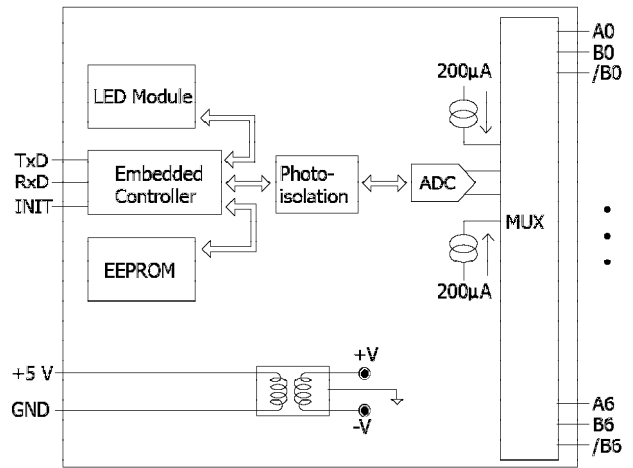 A0
B0
/B0
200µA
LED Module
TxD
RxD
INIT
Embedded
Controller
Photo-
isolation
ADC
MUX
EEPROM
200µA
+5 V
GND
+V
-V
A6
B6
/B6